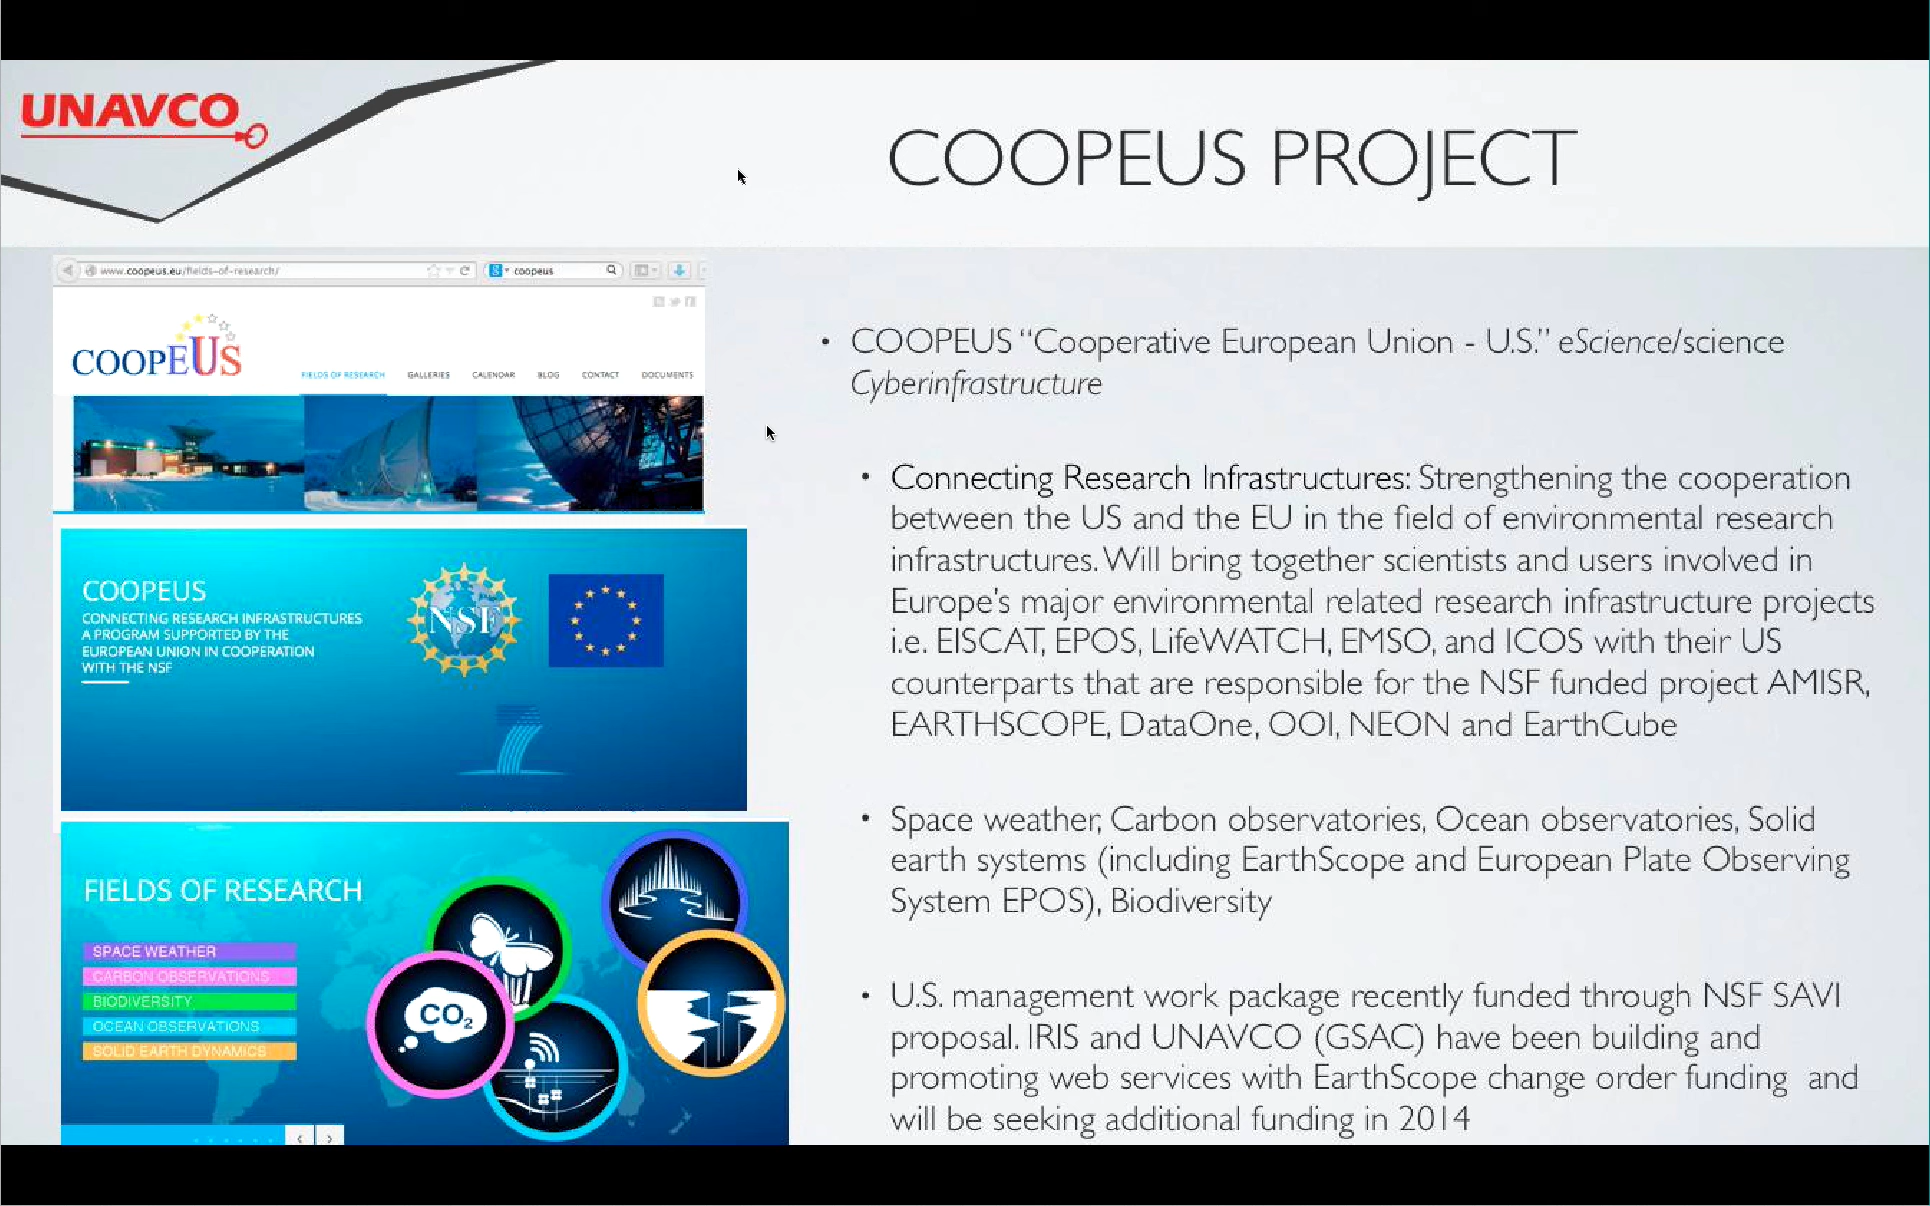 UNAVCO
COOPEUS PROJECT
www.coopeus.eu/fields-of-research/
coopeus
COOPEUS
FIELDS OF RESEARCH
GALLERIES
CALENDAR
BLOG
CONTACT
DOCUMENTS
COOPEUS
CONNECTING RESEARCH INFRASTRUCTURES
A PROGRAM SUPPORTED BY THE
EUROPEAN UNION IN COOPERATION
WITH THE NSF
NSF
FIELDS OF RESEARCH
SPACE WEATHER
CARBON OBSERVATIONS
BIODIVERSITY
OCEAN OBSERVATIONS
SOLID EARTH DYNAMICS
CO₂
• COOPEUS “Cooperative European Union - U.S.” eScience/science
Cyberinfrastructure
• Connecting Research Infrastructures: Strengthening the cooperation
between the US and the EU in the field of environmental research
infrastructures. Will bring together scientists and users involved in
Europe's major environmental related research infrastructure projects
i.e. EISCAT, EPOS, LifeWATCH, EMSO, and ICOS with their US
counterparts that are responsible for the NSF funded project AMISR,
EARTHSCOPE, DataOne, OOI, NEON and EarthCube
• Space weather, Carbon observatories, Ocean observatories, Solid
earth systems (including EarthScope and European Plate Observing
System EPOS), Biodiversity
• U.S. management work package recently funded through NSF SAVI
proposal. IRIS and UNAVCO (GSAC) have been building and
promoting web services with EarthScope change order funding and
will be seeking additional funding in 2014